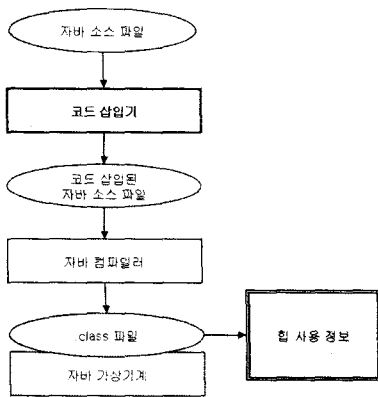 자바 소스 파일
코드 삽입기
코드 삽입된
자바 소스 파일
자바 컴파일러
.class 파일
힙 사용 정보
자바 가상기계